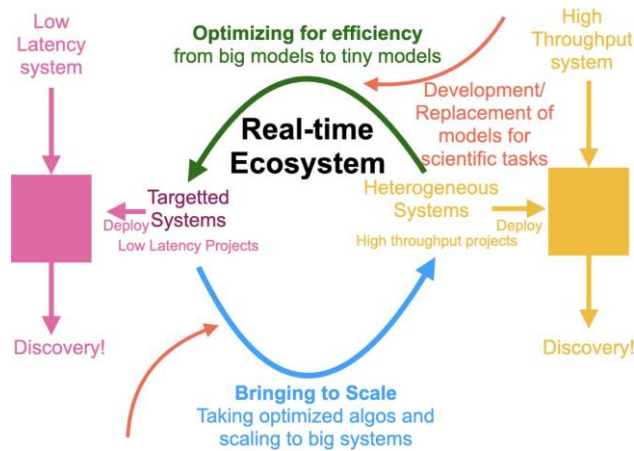 Low
Latency
system
Optimizing for efficiency
from big models to tiny models
High
Throughput
system
Development/
Replacement of
models for
scientific tasks
Real-time
Ecosystem
Targetted
Systems
Deploy
Low Latency Projects
Heterogeneous
Systems
Deploy
High throughput projects
Discovery!
Discovery!
Bringing to Scale
Taking optimized algos and
scaling to big systems